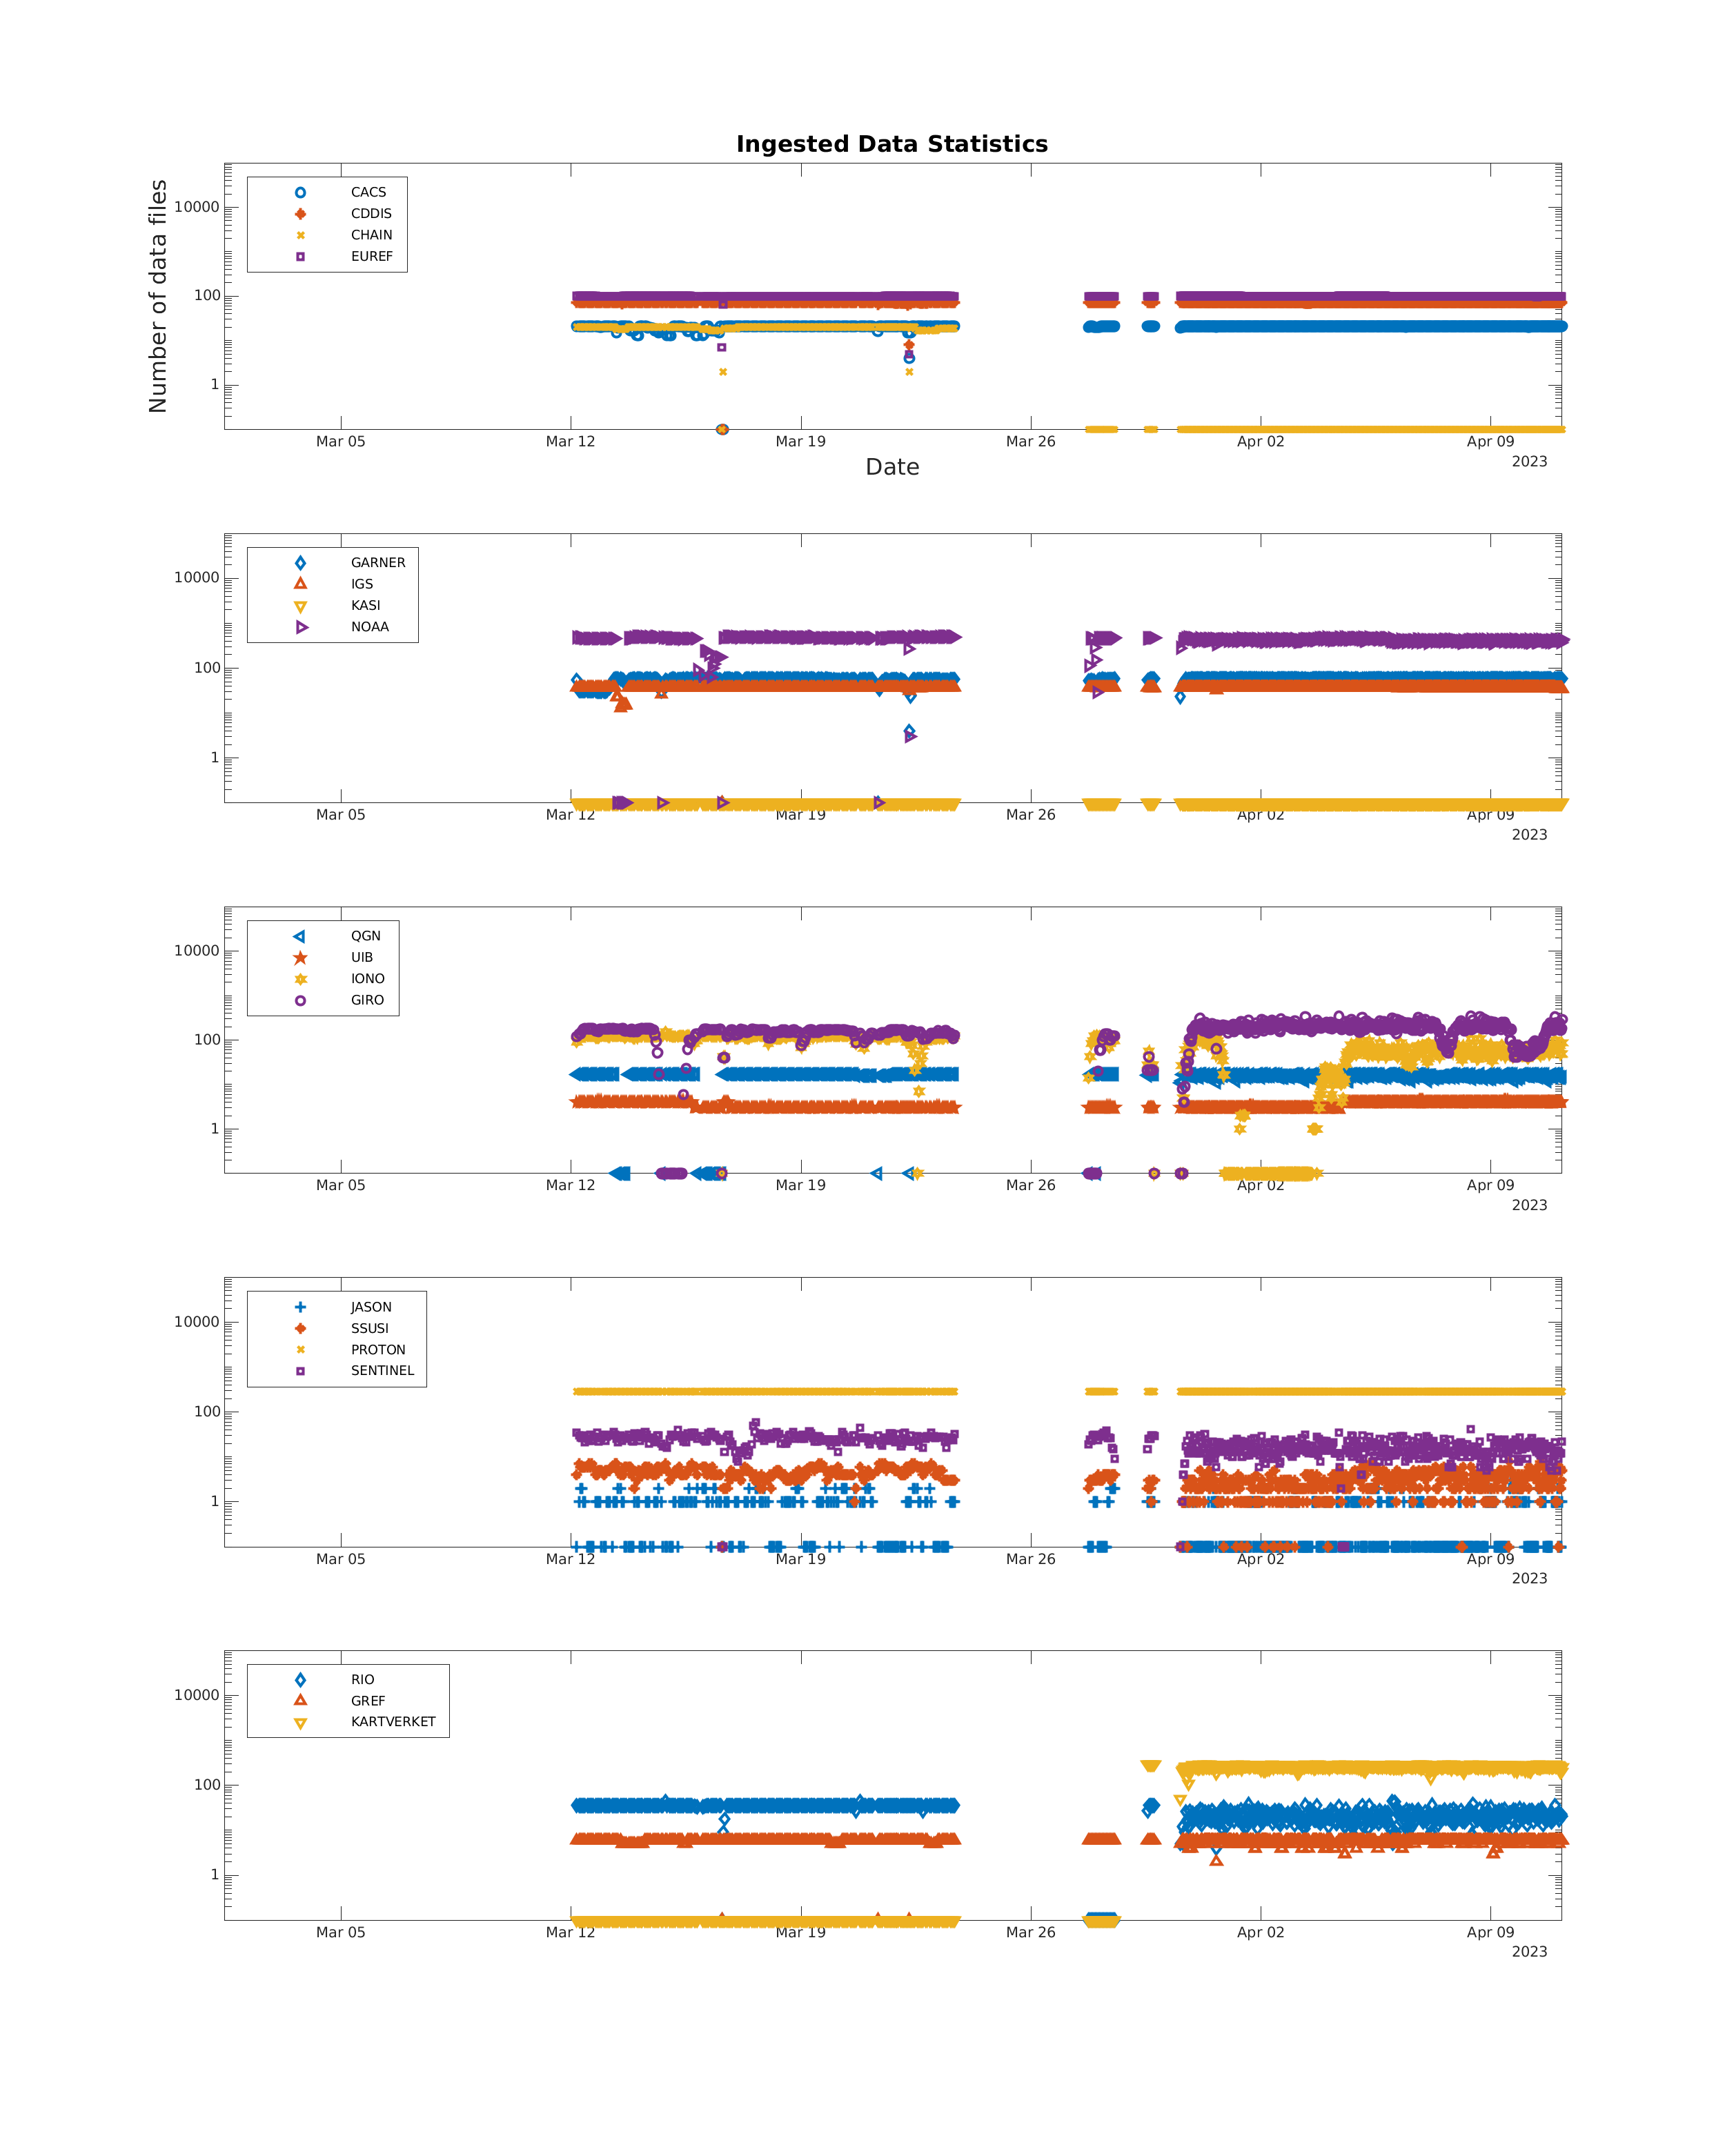 Ingested Data Statistics
Number of data files
10000
100
1
CACS
CDDIS
CHAIN
EUREF
Mar 05 Mar 12 Mar 19 Mar 26 Apr 02 Apr 09
2023
Date
10000
100
1
GARNER
IGS
KASI
NOAA
Mar 05 Mar 12 Mar 19 Mar 26 Apr 02 Apr 09
2023
10000
100
1
QGN
UIB
IONO
GIRO
Mar 05 Mar 12 Mar 19 Mar 26 Apr 02 Apr 09
2023
10000
100
1
JASON
SSUSI
PROTON
SENTINEL
Mar 05 Mar 12 Mar 19 Mar 26 Apr 02 Apr 09
2023
10000
100
1
RIO
GREF
KARTVERKET
Mar 05 Mar 12 Mar 19 Mar 26 Apr 02 Apr 09
2023